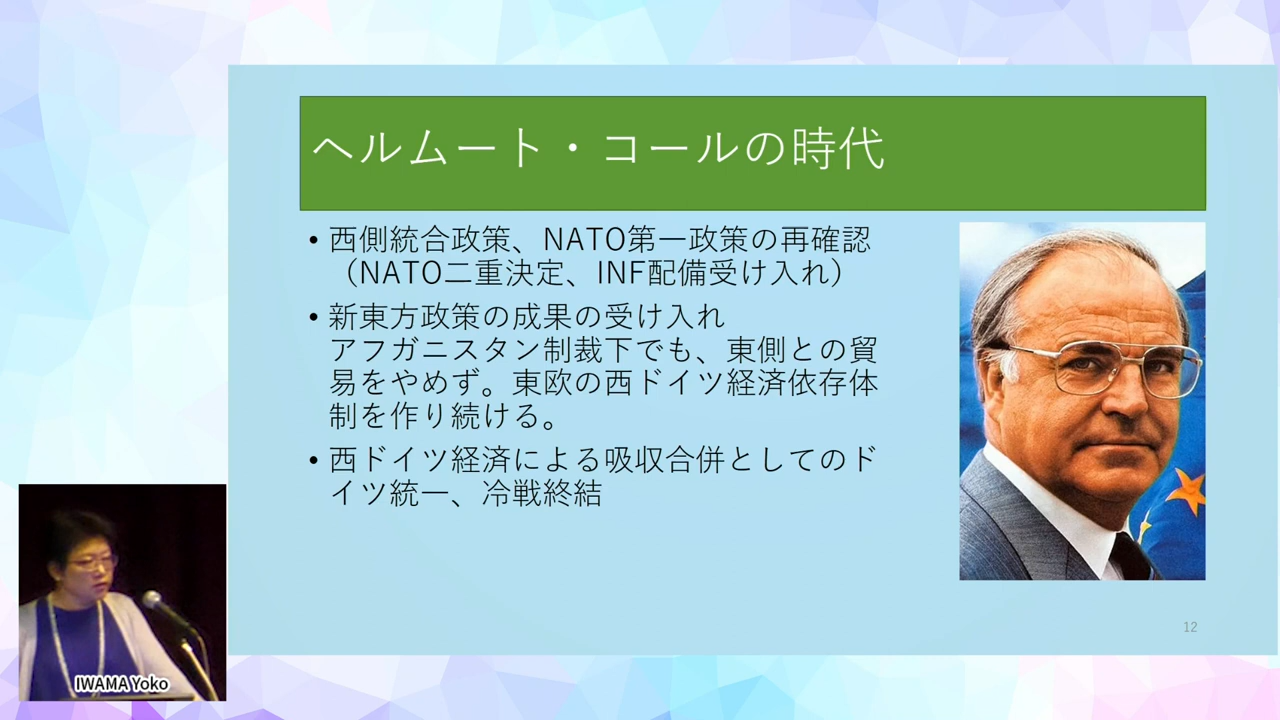 ヘルムート・コールの時代
• 西側統合政策、NATO第一政策の再確認
（NATO二重決定、INF配備受け入れ）
• 新東方政策の成果の受け入れ
アフガニスタン制裁下でも、東側との貿
易をやめず。東欧の西ドイツ経済依存体
制を作り続ける。
• 西ドイツ経済による吸収合併としてのド
イツ統一、冷戦終結
12
IWAMA Yoko